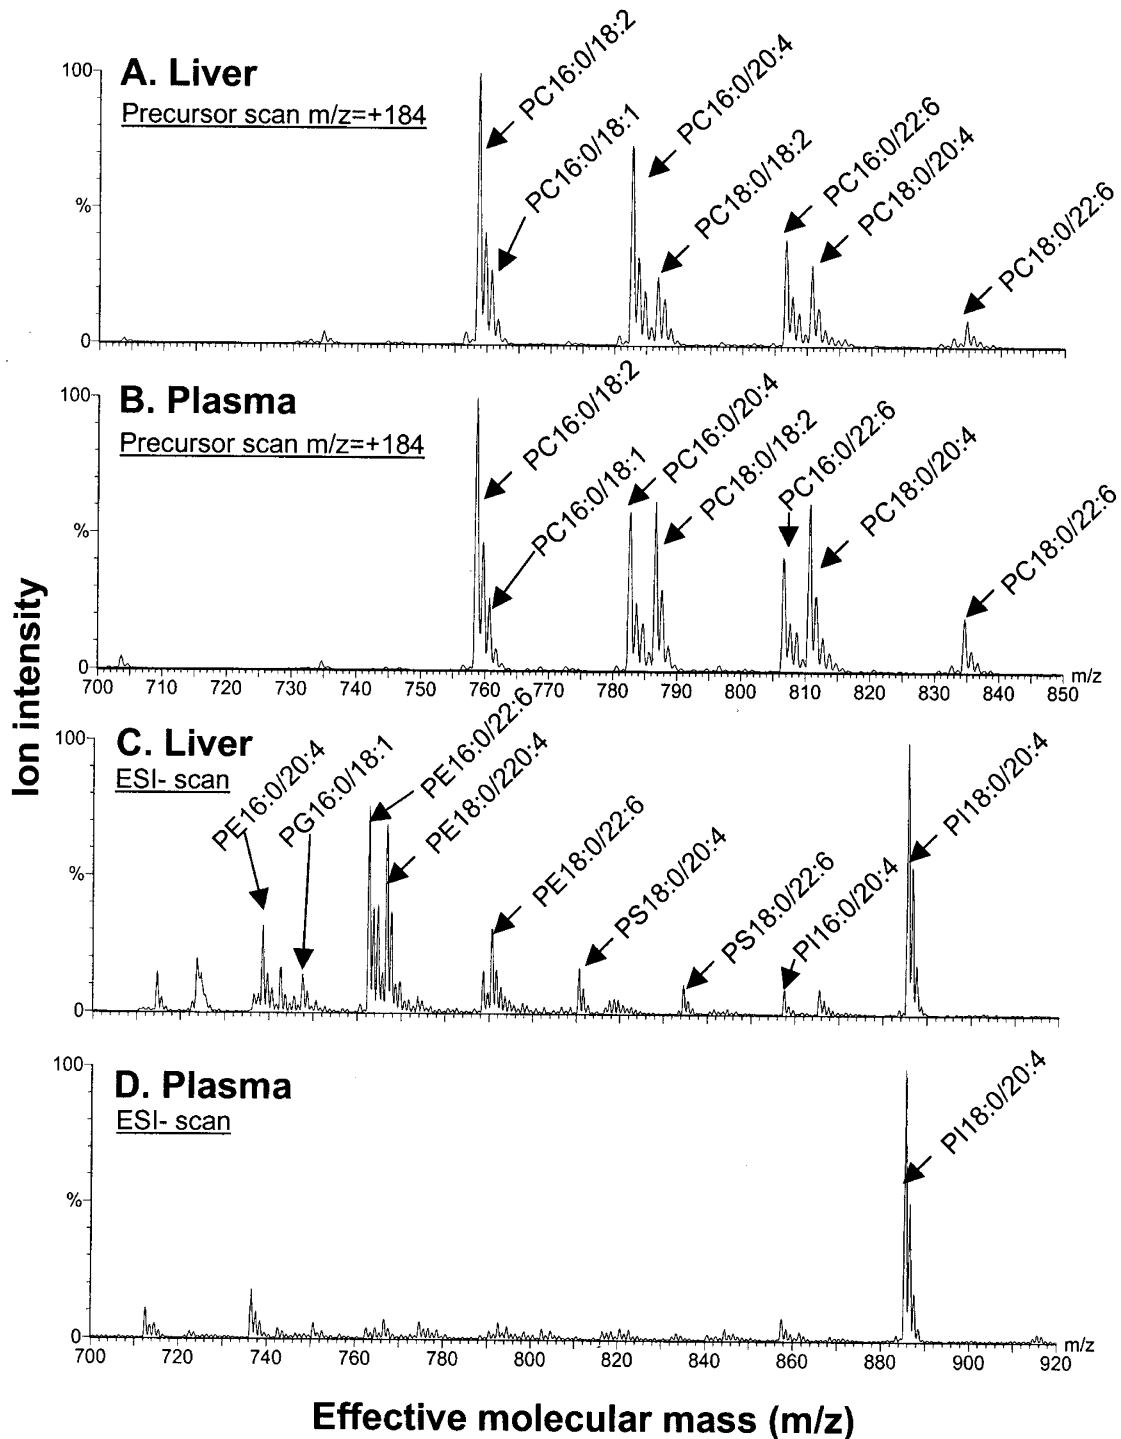 A. Liver
Precursor scan m/z=+184
100
%
0
PC16:0/18:2
PC16:0/18:1
PC16:0/20:4
PC18:0/18:2
PC16:0/22:6
PC18:0/20:4
PC18:0/22:6
B. Plasma
Precursor scan m/z=+184
100
%
0
PC16:0/18:2
PC16:0/18:1
PC16:0/20:4
PC18:0/18:2
PC16:0/22:6
PC18:0/20:4
PC18:0/22:6
700 710 720 730 740 750 760 770 780 790 800 810 820 830 840 850 m/z
Ion intensity
C. Liver
ESI- scan
100
%
0
PE16:0/20:4
PG16:0/18:1
PE16:0/22:6
PE18:0/220:4
PE18:0/22:6
PS18:0/20:4
PS18:0/22:6
PI16:0/20:4
PI18:0/20:4
D. Plasma
ESI- scan
100
%
0
PI18:0/20:4
700 720 740 760 780 800 820 840 860 880 900 920 m/z
Effective molecular mass (m/z)